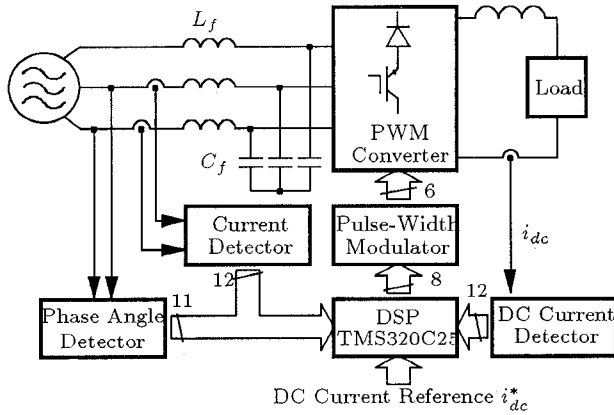 L_f
PWM
Converter
Load
C_f
6
Current
Detector
Pulse-Width
Modulator
i_dc
12
8
11
12
Phase Angle
Detector
DSP
TMS320C25
DC Current
Detector
DC Current Reference i*_dc